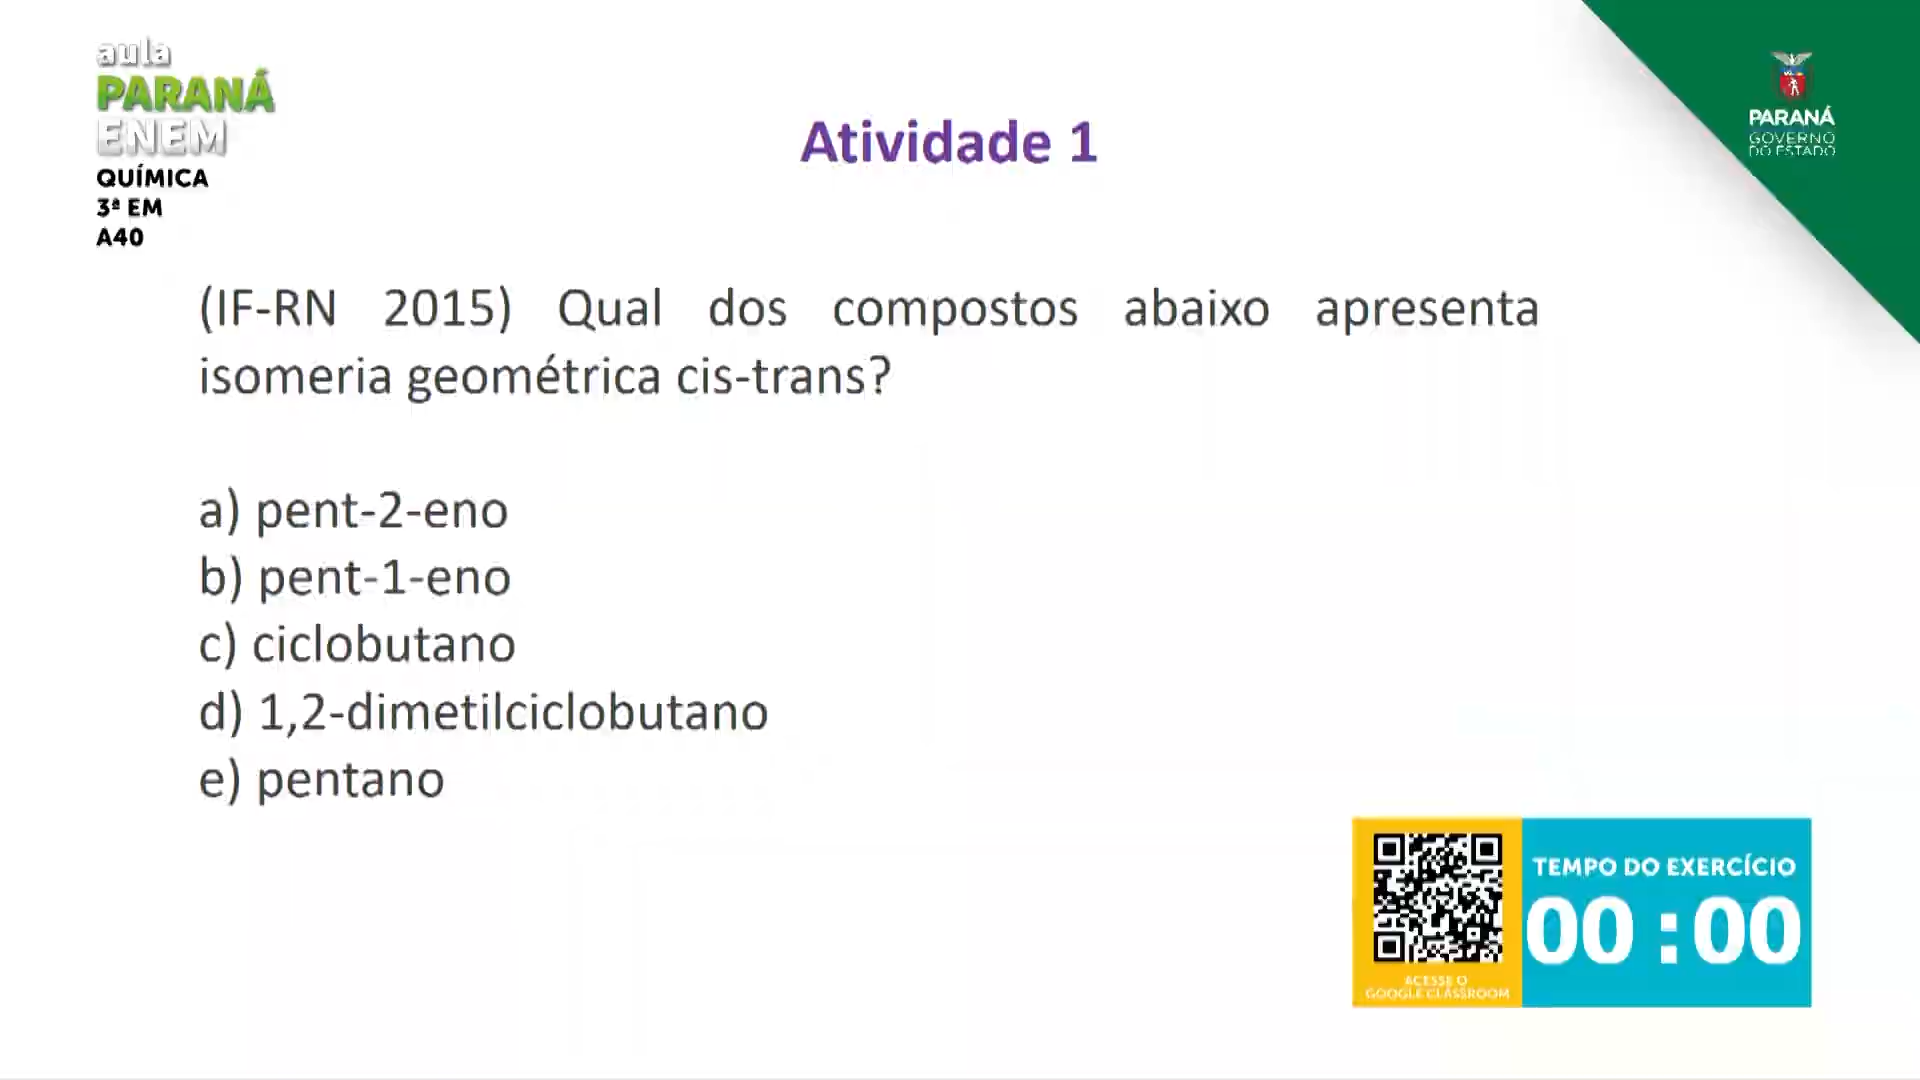 aula
PARANÁ
ENEM
QUÍMICA
3ª EM
A40
PARANÁ
GOVERNO
DO ESTADO
Atividade 1
(IF-RN 2015) Qual dos compostos abaixo apresenta
isomeria geométrica cis-trans?
a) pent-2-eno
b) pent-1-eno
c) ciclobutano
d) 1,2-dimetilciclobutano
e) pentano
ACESSE O
GOOGLE CLASSROOM
TEMPO DO EXERCÍCIO
00:00